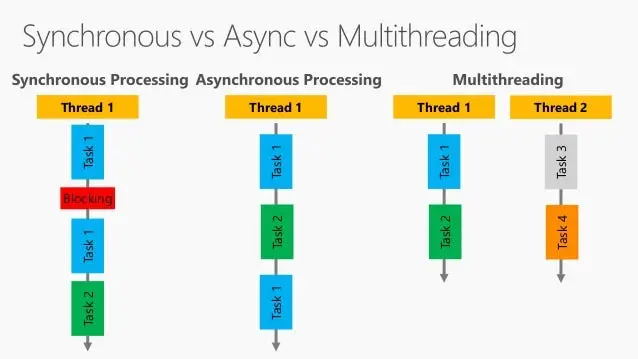 Synchronous vs Async vs Multithreading
Synchronous Processing
Asynchronous Processing
Multithreading
Thread 1
Thread 1
Thread 1
Thread 2
Task 1
Blocking
Task 1
Task 2
Task 1
Task 2
Task 1
Task 1
Task 2
Task 3
Task 4